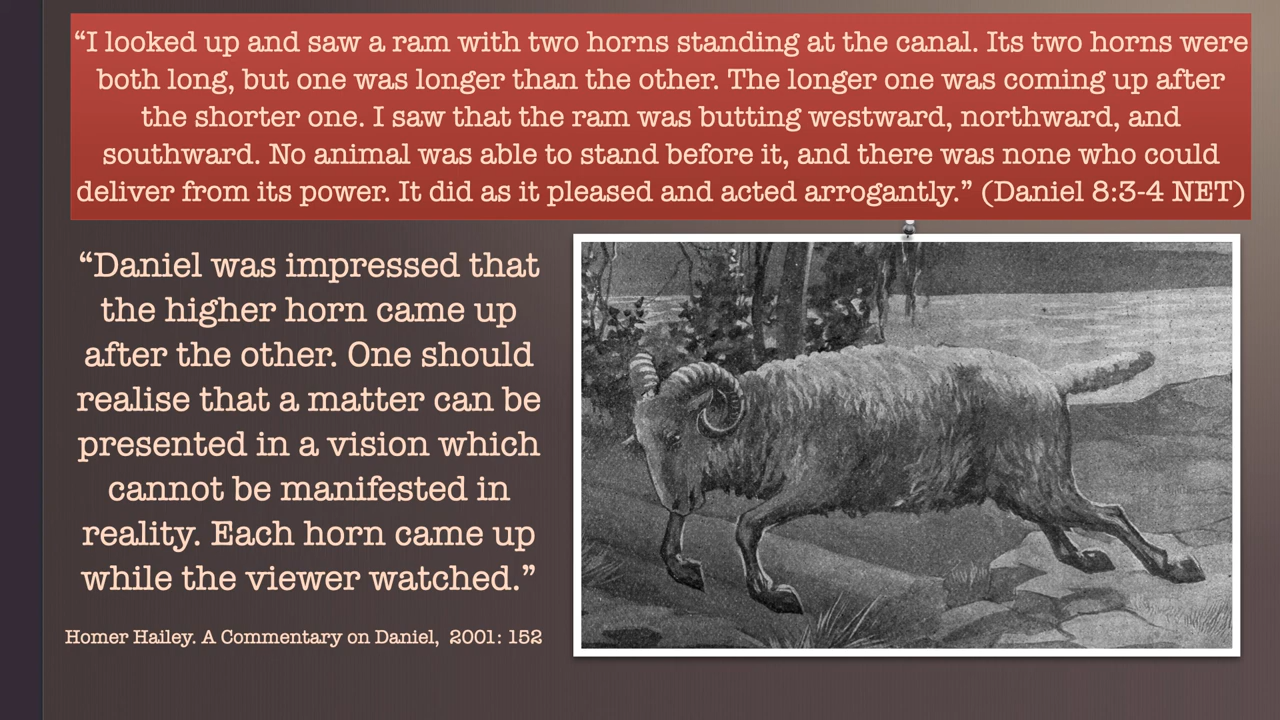 “I looked up and saw a ram with two horns standing at the canal. Its two horns were
both long, but one was longer than the other. The longer one was coming up after
the shorter one. I saw that the ram was butting westward, northward, and
southward. No animal was able to stand before it, and there was none who could
deliver from its power. It did as it pleased and acted arrogantly.” (Daniel 8:3-4 NET)
“Daniel was impressed that
the higher horn came up
after the other. One should
realise that a matter can be
presented in a vision which
cannot be manifested in
reality. Each horn came up
while the viewer watched.”
Homer Hailey. A Commentary on Daniel, 2001: 152